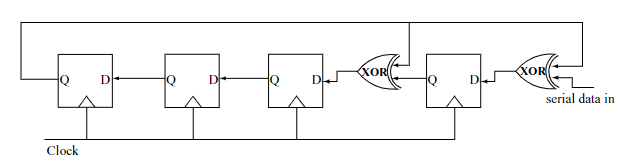 Q D Q D Q D XOR Q D XOR
serial data in
Clock